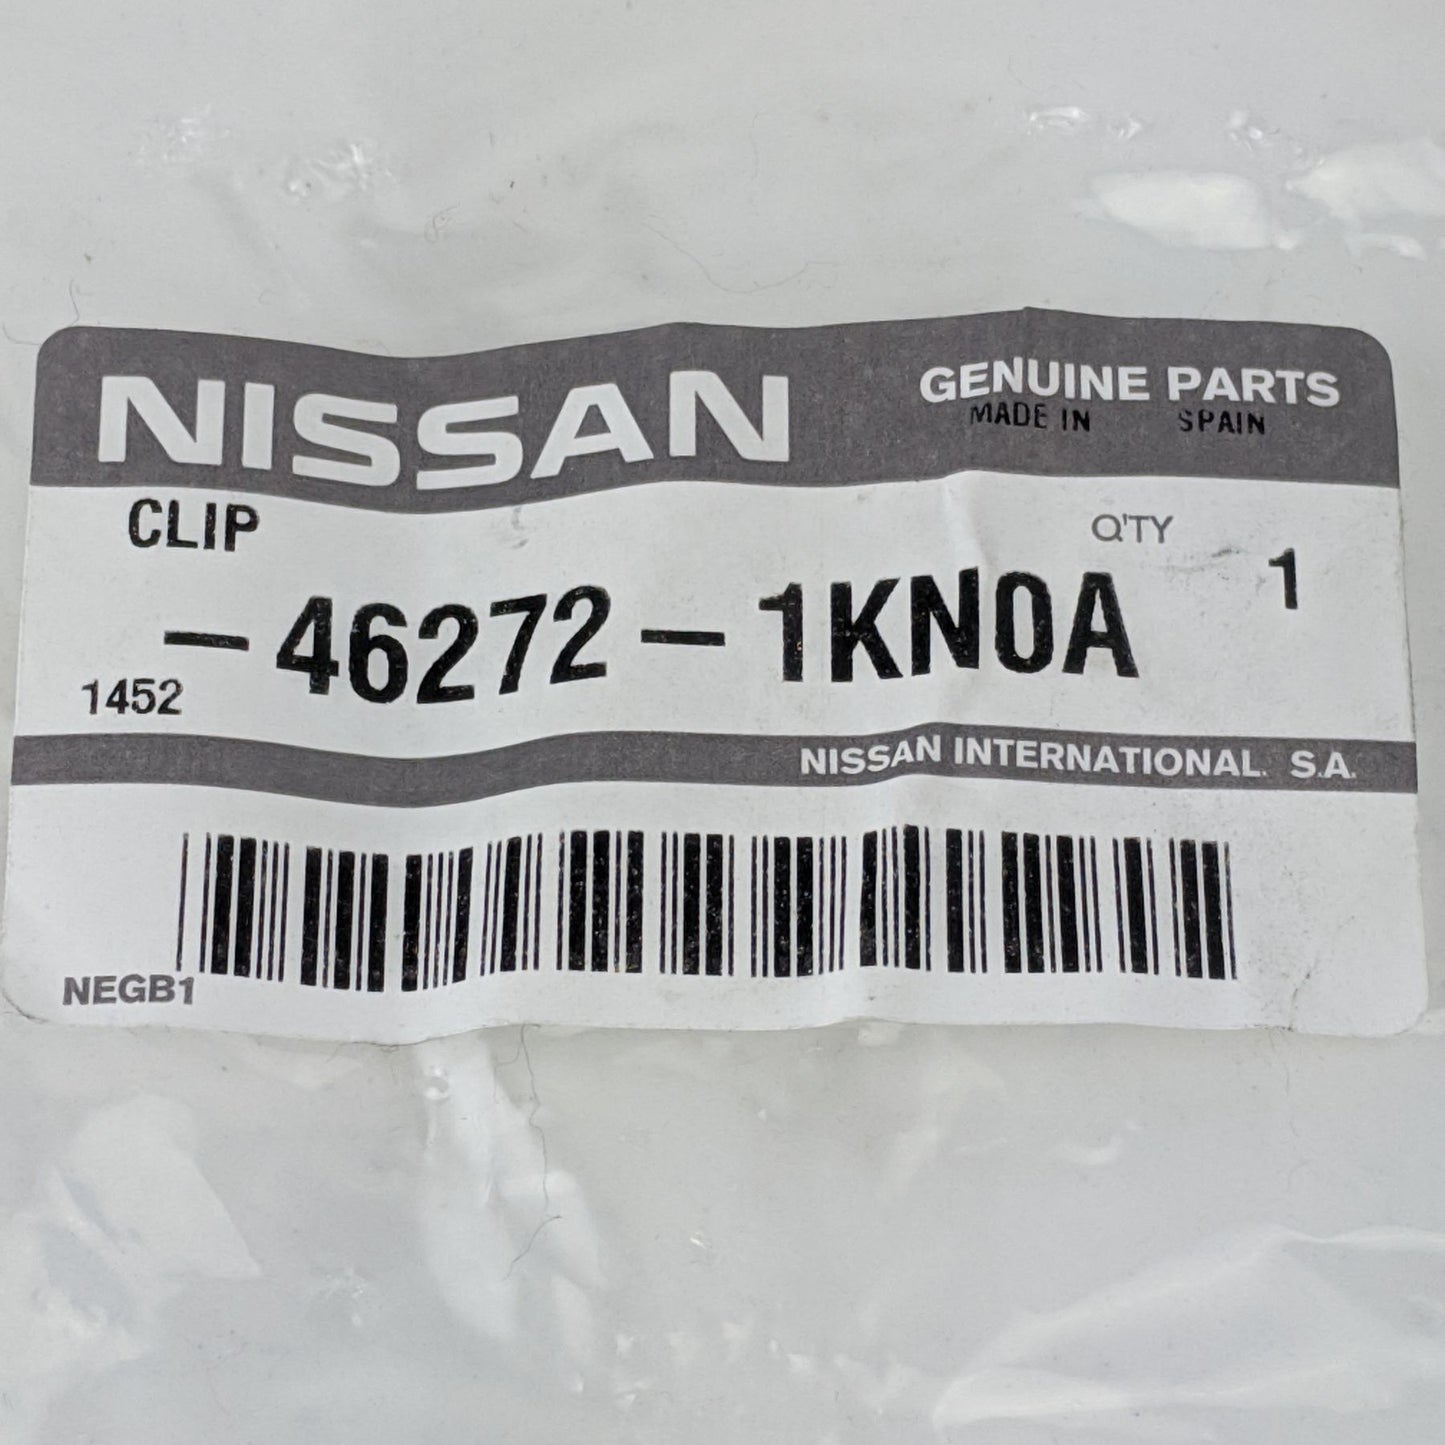 NISSAN
GENUINE PARTS
MADE IN SPAIN
CLIP
Q'TY 1
-46272-1KN0A
1452
NISSAN INTERNATIONAL. S.A.
NEGB1